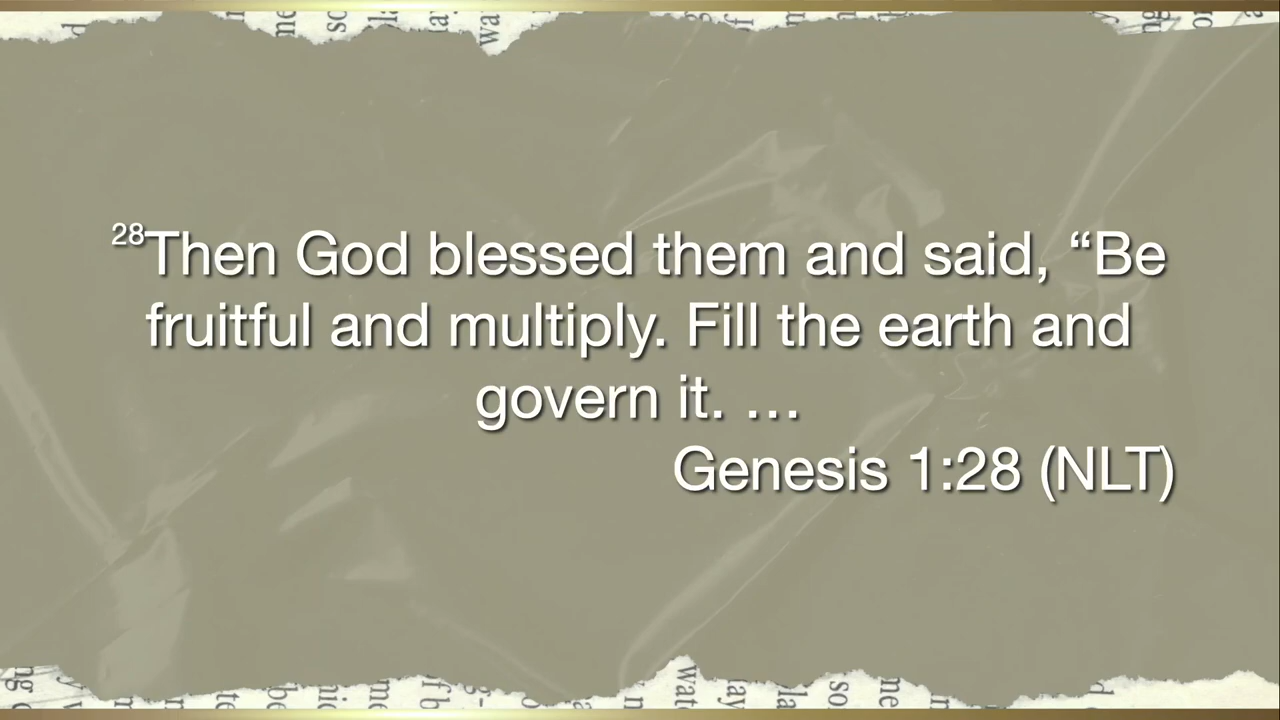 28Then God blessed them and said, “Be
fruitful and multiply. Fill the earth and
govern it. …
Genesis 1:28 (NLT)